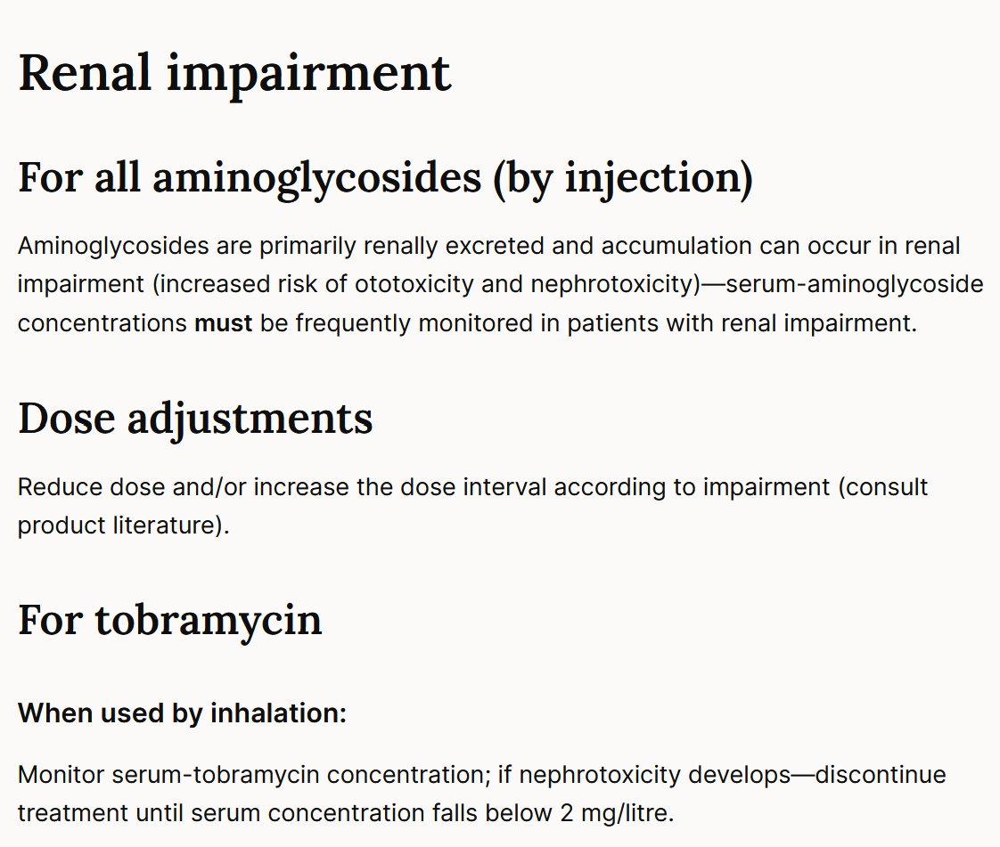 Renal impairment
For all aminoglycosides (by injection)
Aminoglycosides are primarily renally excreted and accumulation can occur in renal
impairment (increased risk of ototoxicity and nephrotoxicity)—serum-aminoglycoside
concentrations must be frequently monitored in patients with renal impairment.
Dose adjustments
Reduce dose and/or increase the dose interval according to impairment (consult
product literature).
For tobramycin
When used by inhalation:
Monitor serum-tobramycin concentration; if nephrotoxicity develops—discontinue
treatment until serum concentration falls below 2 mg/litre.